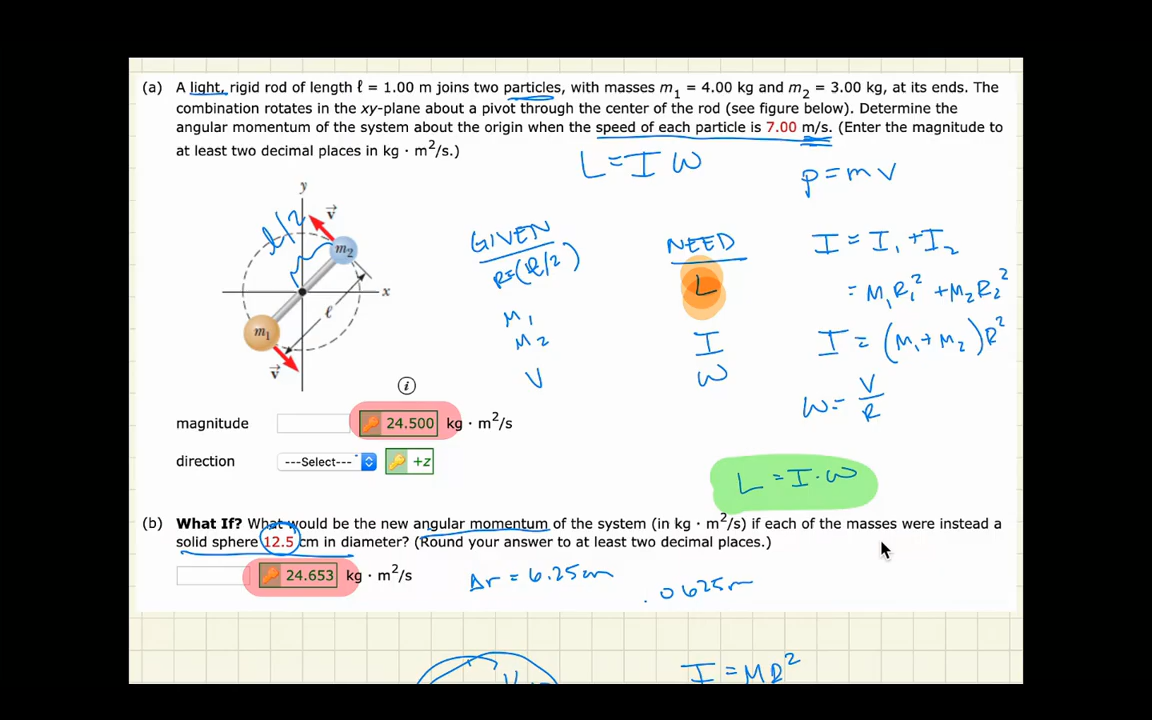 (a) A light, rigid rod of length ℓ = 1.00 m joins two particles, with masses m₁ = 4.00 kg and m₂ = 3.00 kg, at its ends. The
combination rotates in the xy-plane about a pivot through the center of the rod (see figure below). Determine the
angular momentum of the system about the origin when the speed of each particle is 7.00 m/s. (Enter the magnitude to
at least two decimal places in kg · m²/s.)
L = I ω
p = m v
y
ℓ/2
v⃗
m₂
x
ℓ
m₁
v⃗
i
GIVEN
R=(ℓ/2)
M₁
M₂
V
NEED
L
I
ω
I = I₁ + I₂
= M₁R₁² + M₂R₂²
I = (M₁ + M₂)R²
ω = V/R
magnitude 24.500 kg · m²/s
direction ---Select--- +z
L = I · ω
(b) What If? What would be the new angular momentum of the system (in kg · m²/s) if each of the masses were instead a
solid sphere 12.5 cm in diameter? (Round your answer to at least two decimal places.)
24.653 kg · m²/s
Δr = 6.25cm
.0625m
I = MR²